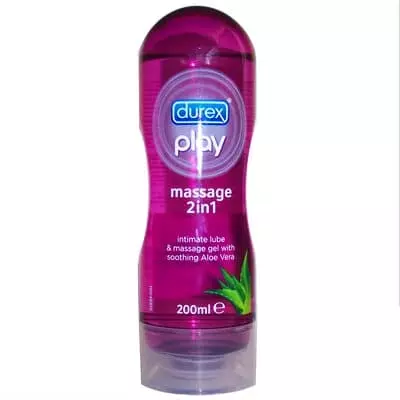 durex
play
massage
2in1
intimate lube
& massage gel with
soothing Aloe Vera
200ml e